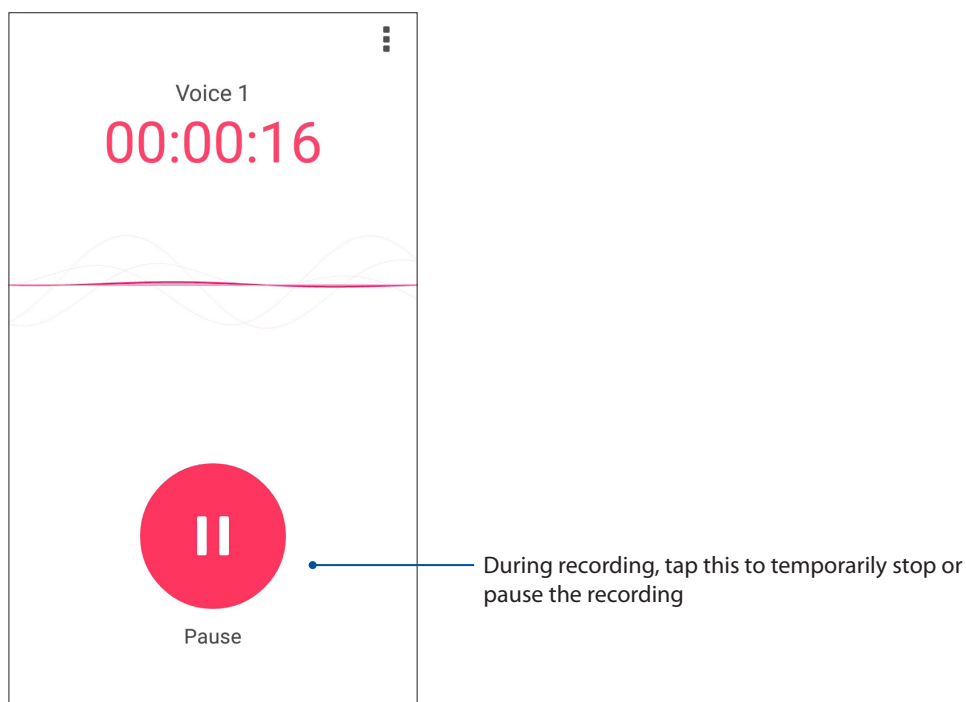 Voice 1
00:00:16
During recording, tap this to temporarily stop or
pause the recording
Pause